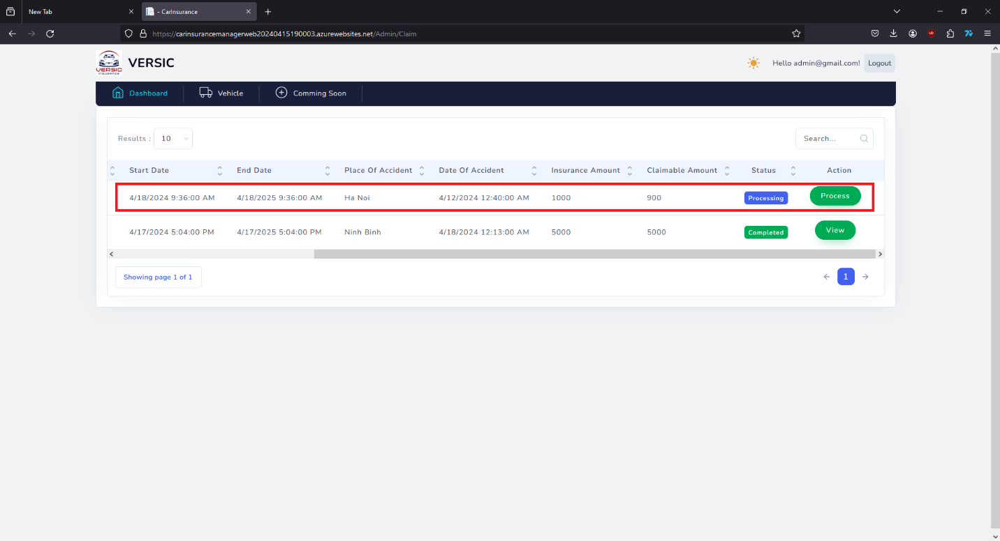 New Tab
- CarInsurance
https://carinsurancemanagerweb20240415190003.azurewebsites.net/Admin/Claim
VERSIC
INSURANCE
VERSIC
Hello admin@gmail.com!
Logout
Dashboard
Vehicle
Comming Soon
Results : 10
Search...
Start Date End Date Place Of Accident Date Of Accident Insurance Amount Claimable Amount Status Action
4/18/2024 9:36:00 AM 4/18/2025 9:36:00 AM Ha Noi 4/12/2024 12:40:00 AM 1000 900 Processing Process
4/17/2024 5:04:00 PM 4/17/2025 5:04:00 PM Ninh Binh 4/18/2024 12:13:00 AM 5000 5000 Completed View
Showing page 1 of 1
1